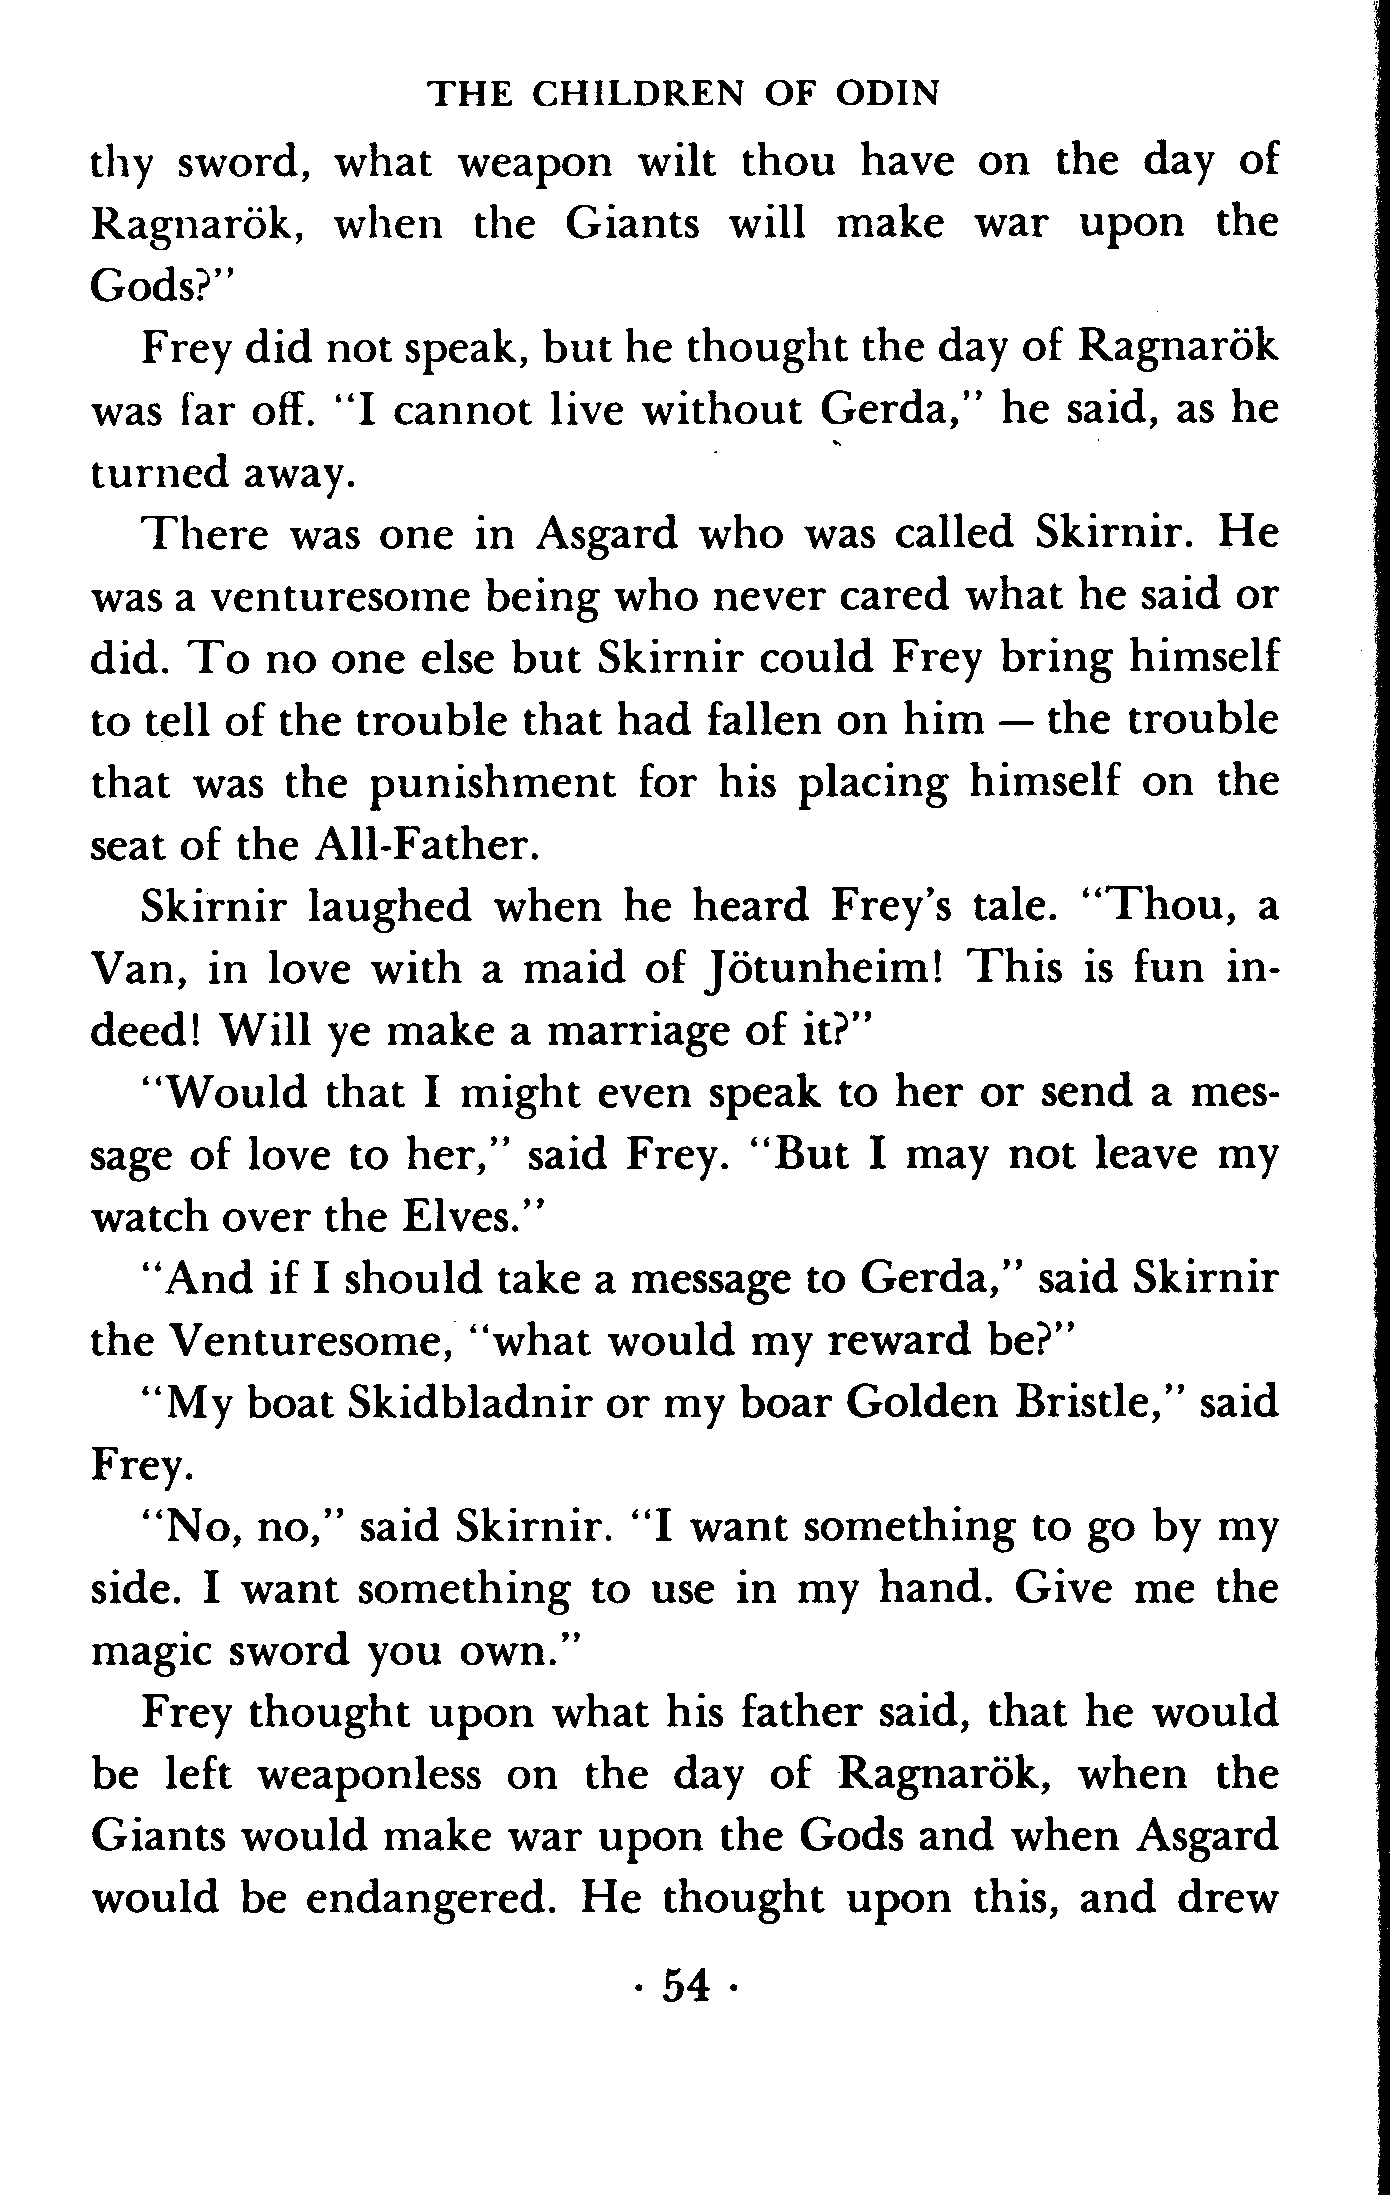 THE CHILDREN OF ODIN
thy sword, what weapon wilt thou have on the day of
Ragnarök, when the Giants will make war upon the
Gods?"
Frey did not speak, but he thought the day of Ragnarök
was far off. "I cannot live without Gerda," he said, as he
turned away.
There was one in Asgard who was called Skirnir. He
was a venturesome being who never cared what he said or
did. To no one else but Skirnir could Frey bring himself
to tell of the trouble that had fallen on him — the trouble
that was the punishment for his placing himself on the
seat of the All-Father.
Skirnir laughed when he heard Frey's tale. "Thou, a
Van, in love with a maid of Jötunheim! This is fun in-
deed! Will ye make a marriage of it?"
"Would that I might even speak to her or send a mes-
sage of love to her," said Frey. "But I may not leave my
watch over the Elves."
"And if I should take a message to Gerda," said Skirnir
the Venturesome, "what would my reward be?"
"My boat Skidbladnir or my boar Golden Bristle," said
Frey.
"No, no," said Skirnir. "I want something to go by my
side. I want something to use in my hand. Give me the
magic sword you own."
Frey thought upon what his father said, that he would
be left weaponless on the day of Ragnarök, when the
Giants would make war upon the Gods and when Asgard
would be endangered. He thought upon this, and drew
· 54 ·